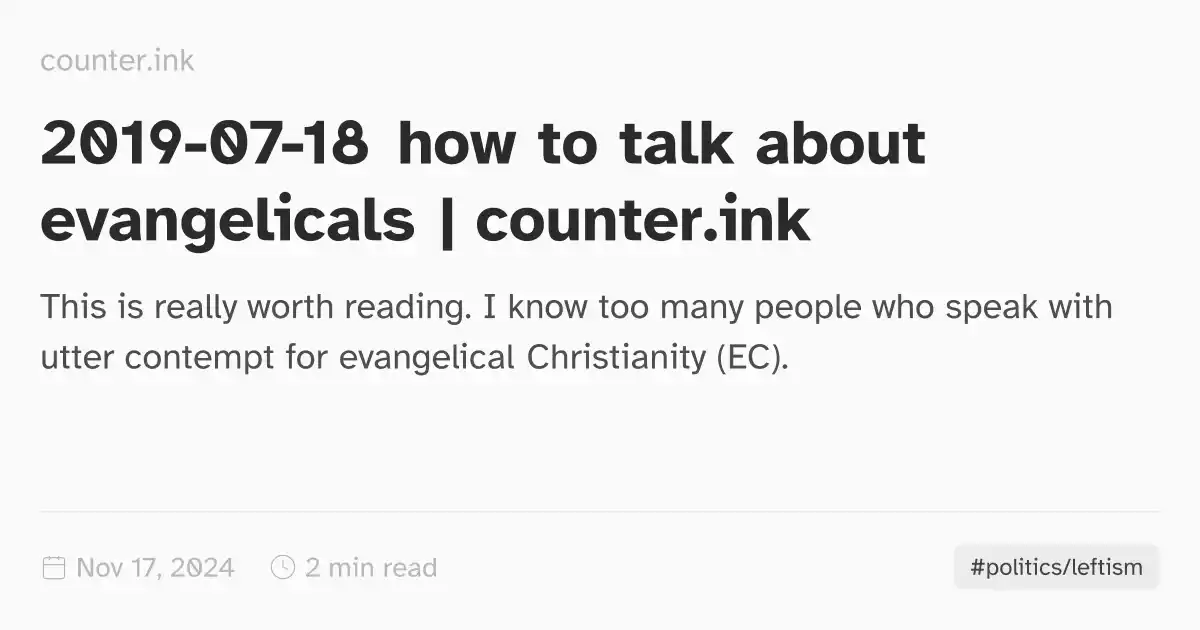 counter.ink
2019-07-18 how to talk about
evangelicals | counter.ink
This is really worth reading. I know too many people who speak with
utter contempt for evangelical Christianity (EC).
Nov 17, 2024 2 min read #politics/leftism